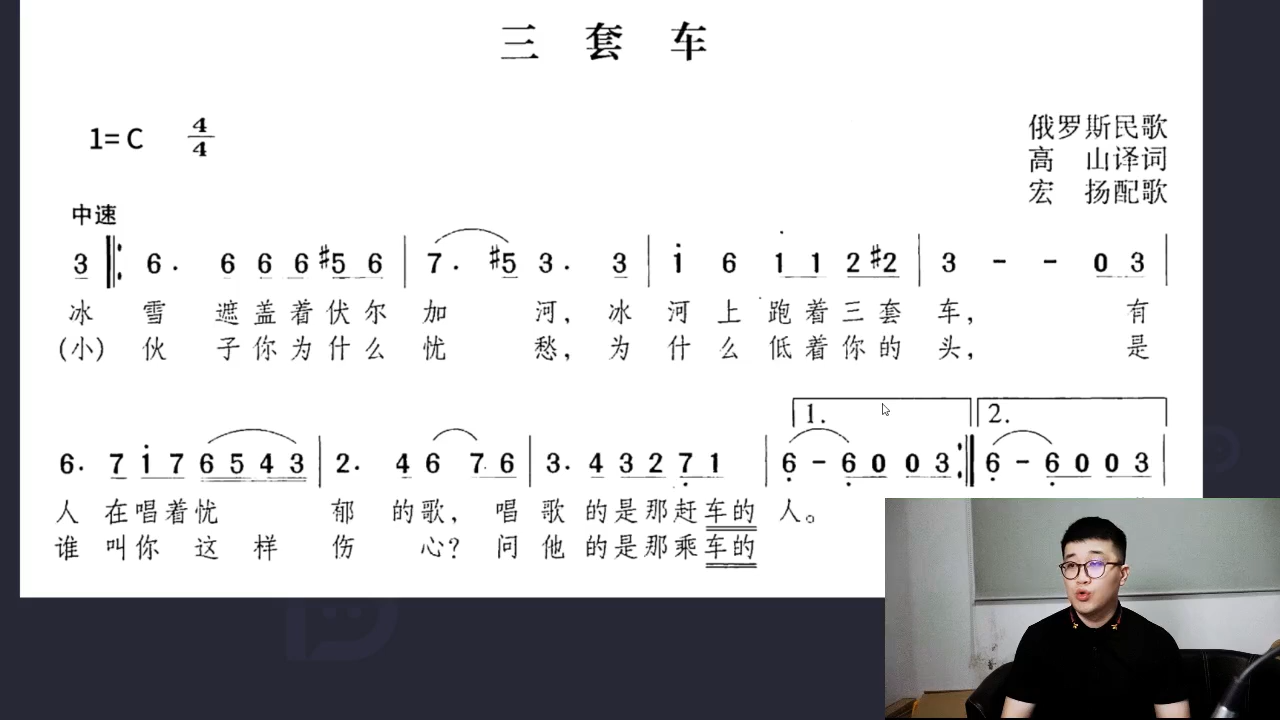 三套车
1= C 4/4
俄罗斯民歌
高 山译词
宏 扬配歌
中速
3 ‖: 6 . 6 6 6 #5 6 | 7 . #5 3 . 3 | i 6 i 1 2 #2 | 3 - - 0 3 |
冰 雪 遮 盖 着 伏 尔 加 河, 冰 河 上 跑 着 三 套 车, 有
(小) 伙 子 你 为 什 么 忧 愁, 为 什 么 低 着 你 的 头, 是
1. 2.
6 . 7 i 7 6 5 4 3 | 2 . 4 6 7 6 | 3 . 4 3 2 7 1 | 6 - 6 0 0 3 :‖ 6 - 6 0 0 3 |
人 在 唱 着 忧 郁 的 歌, 唱 歌 的 是 那 赶 车 的 人。
谁 叫 你 这 样 伤 心? 问 他 的 是 那 乘 车 的